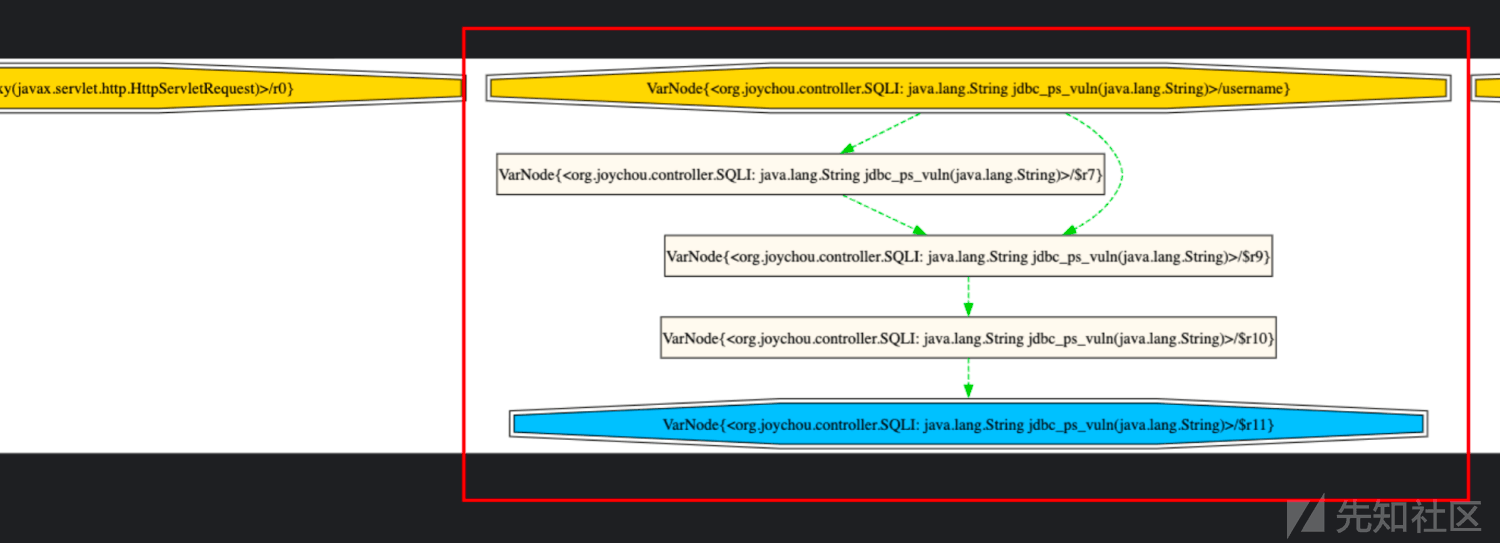 xy(javax.servlet.http.HttpServletRequest)>/r0}
VarNode{<org.joychou.controller.SQLI: java.lang.String jdbc_ps_vuln(java.lang.String)>/username}
VarNode{<org.joychou.controller.SQLI: java.lang.String jdbc_ps_vuln(java.lang.String)>/$r7}
VarNode{<org.joychou.controller.SQLI: java.lang.String jdbc_ps_vuln(java.lang.String)>/$r9}
VarNode{<org.joychou.controller.SQLI: java.lang.String jdbc_ps_vuln(java.lang.String)>/$r10}
VarNode{<org.joychou.controller.SQLI: java.lang.String jdbc_ps_vuln(java.lang.String)>/$r11}
先知社区